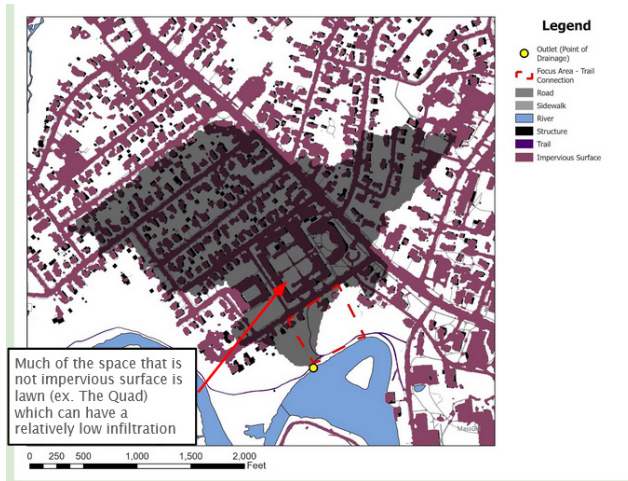 Legend
Outlet (Point of
Drainage)
Focus Area - Trail
Connection
Road
Sidewalk
River
Structure
Trail
Impervious Surface
Much of the space that is
not impervious surface is
lawn (ex. The Quad)
which can have a
relatively low infiltration
0 250 500 1,000 1,500 2,000
Feet